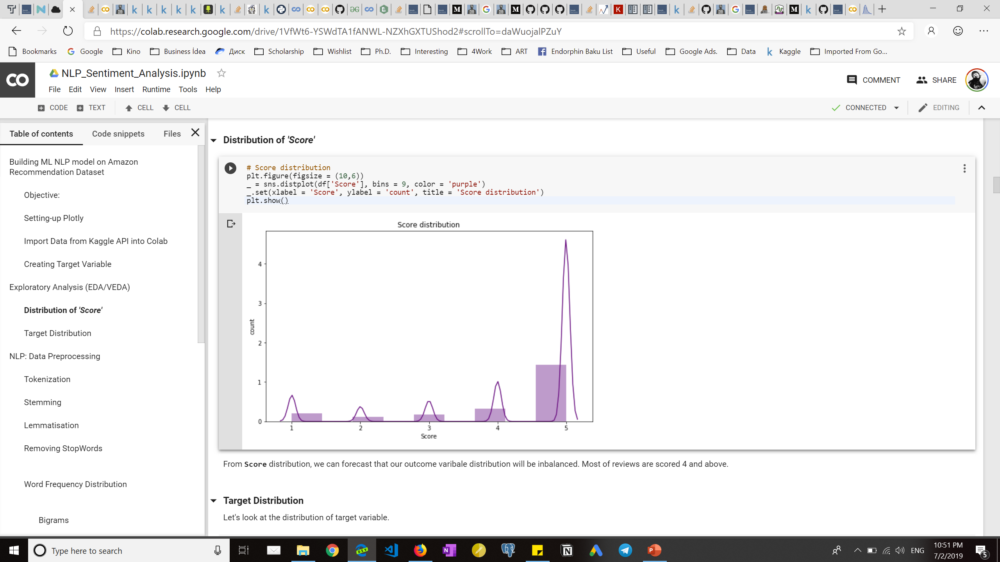 https://colab.research.google.com/drive/1VfWt6-YSWdTA1fANWL-NZXhGXTUShod2#scrollTo=daWuojalPZuY
Bookmarks Google Kino Business İdea Диск Scholarship Wishlist Ph.D. Interesting 4Work ART Endorphin Baku List Useful Google Ads. Data Kaggle Imported From Go...
NLP_Sentiment_Analysis.ipynb
COMMENT SHARE
File Edit View Insert Runtime Tools Help
CODE TEXT CELL CELL CONNECTED EDITING
Table of contents Code snippets Files
Building ML NLP model on Amazon
Recommendation Dataset
Objective:
Setting-up Plotly
Import Data from Kaggle API into Colab
Creating Target Variable
Exploratory Analysis (EDA/VEDA)
Distribution of 'Score'
Target Distribution
NLP: Data Preprocessing
Tokenization
Stemming
Lemmatisation
Removing StopWords
Word Frequency Distribution
Bigrams
Distribution of 'Score'
# Score distribution
plt.figure(figsize = (10,6))
_ = sns.distplot(df['Score'], bins = 9, color = 'purple')
_.set(xlabel = 'Score', ylabel = 'count', title = 'Score distribution')
plt.show()
Score distribution
4
3
2
1
0
count
1 2 3 4 5
Score
From Score distribution, we can forecast that our outcome varibale distribution will be inbalanced. Most of reviews are scored 4 and above.
Target Distribution
Let's look at the distribution of target variable.
Type here to search
DEV
ENG
10:51 PM
7/2/2019
5